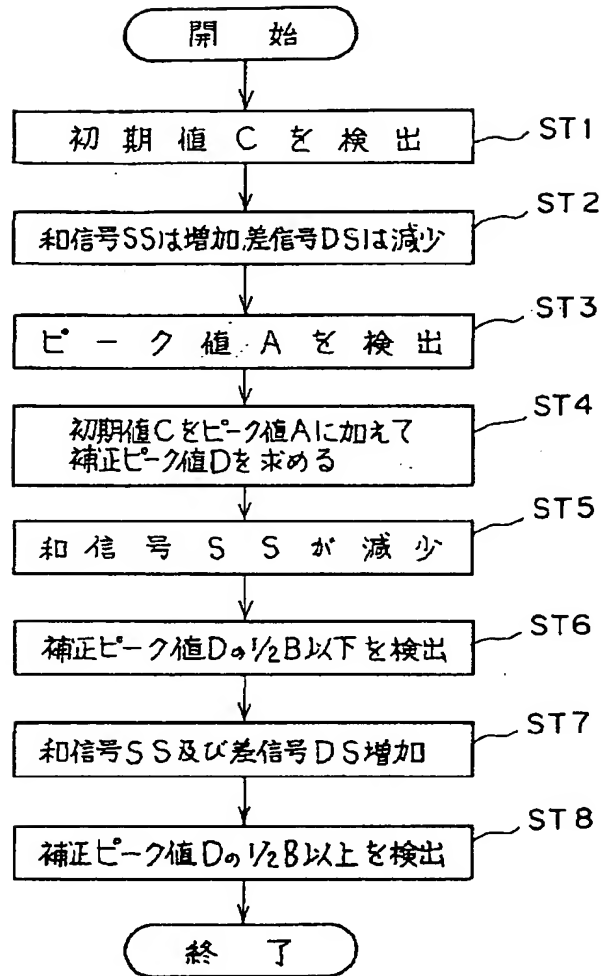 開始
初期値Cを検出
ST1
和信号SSは増加,差信号DSは減少
ST2
ピーク値Aを検出
ST3
初期値Cをピーク値Aに加えて
補正ピーク値Dを求める
ST4
和信号SSが減少
ST5
補正ピーク値Dの1/2B以下を検出
ST6
和信号SS及び差信号DS増加
ST7
補正ピーク値Dの1/2B以上を検出
ST8
終了